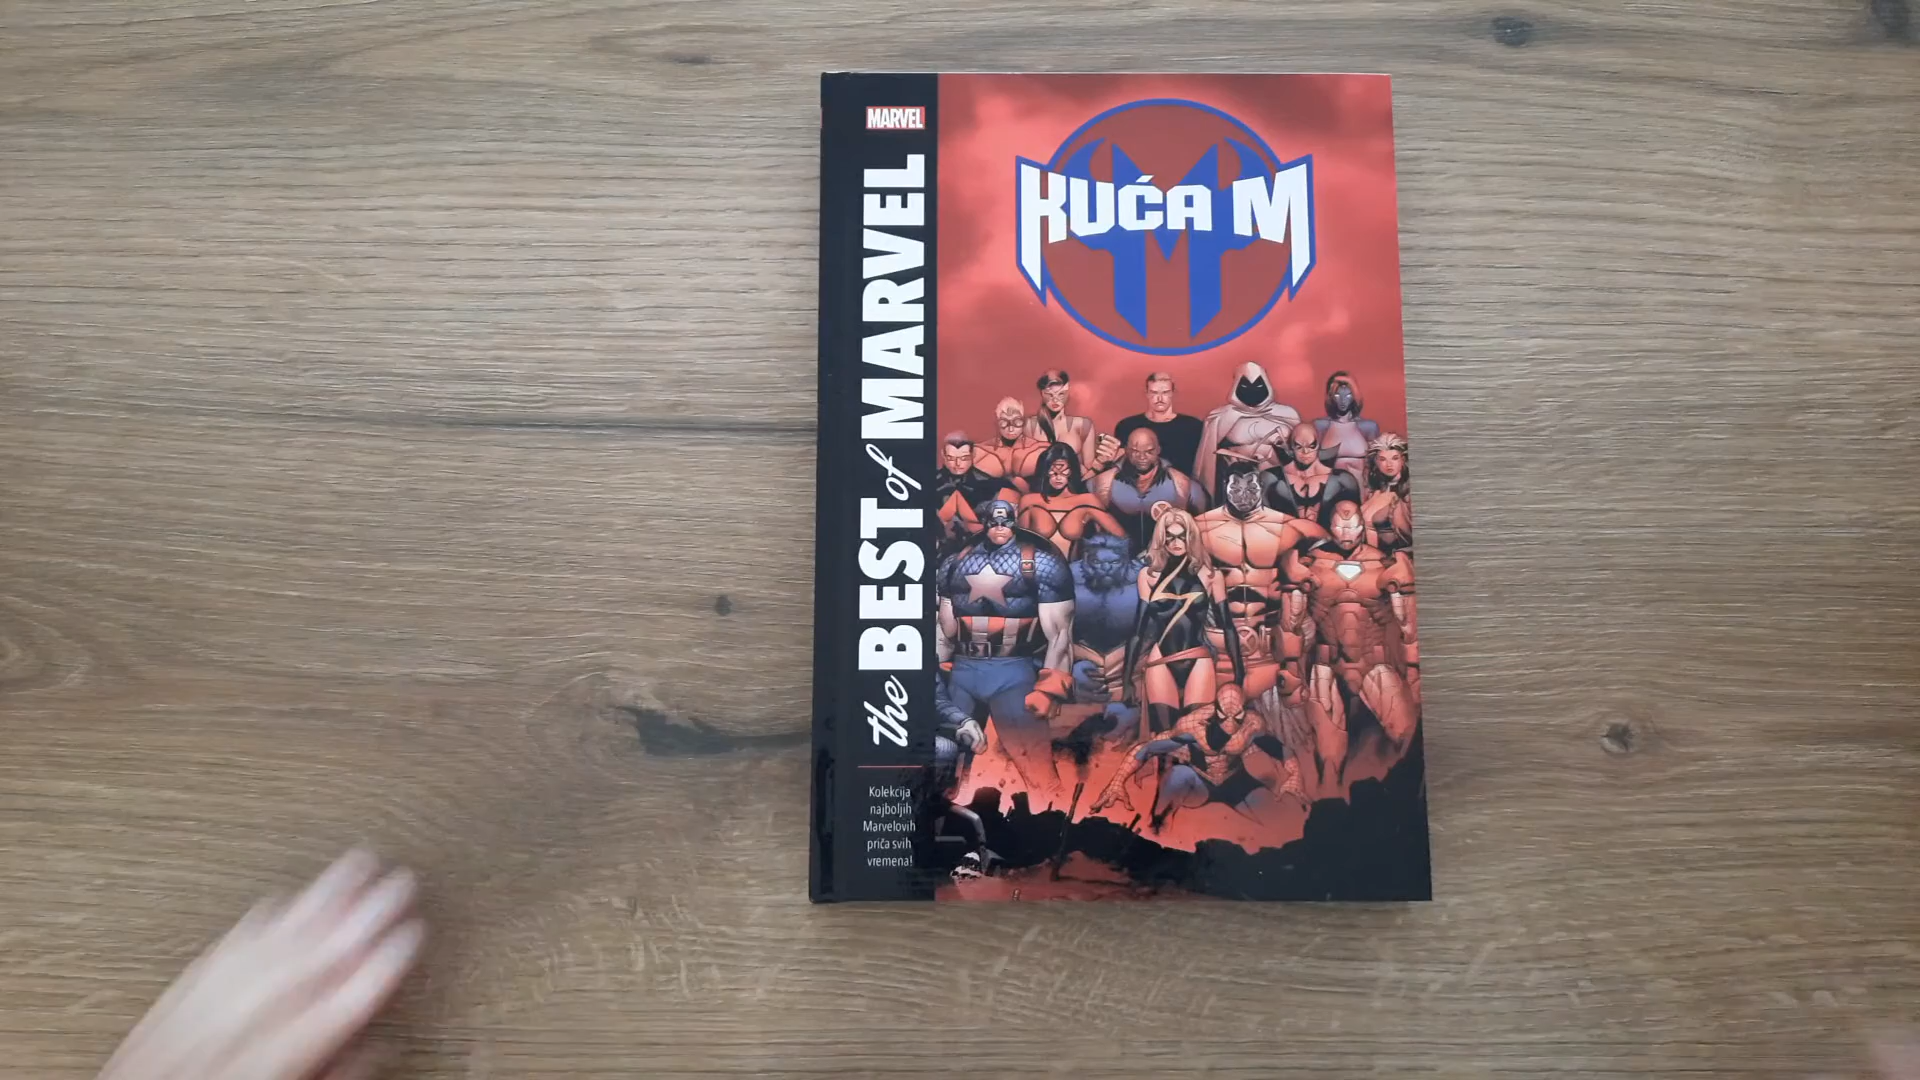 MARVEL
the BEST of MARVEL
Kolekcija
najboljih
Marvelovih
priča svih
vremena!
KUĆA M